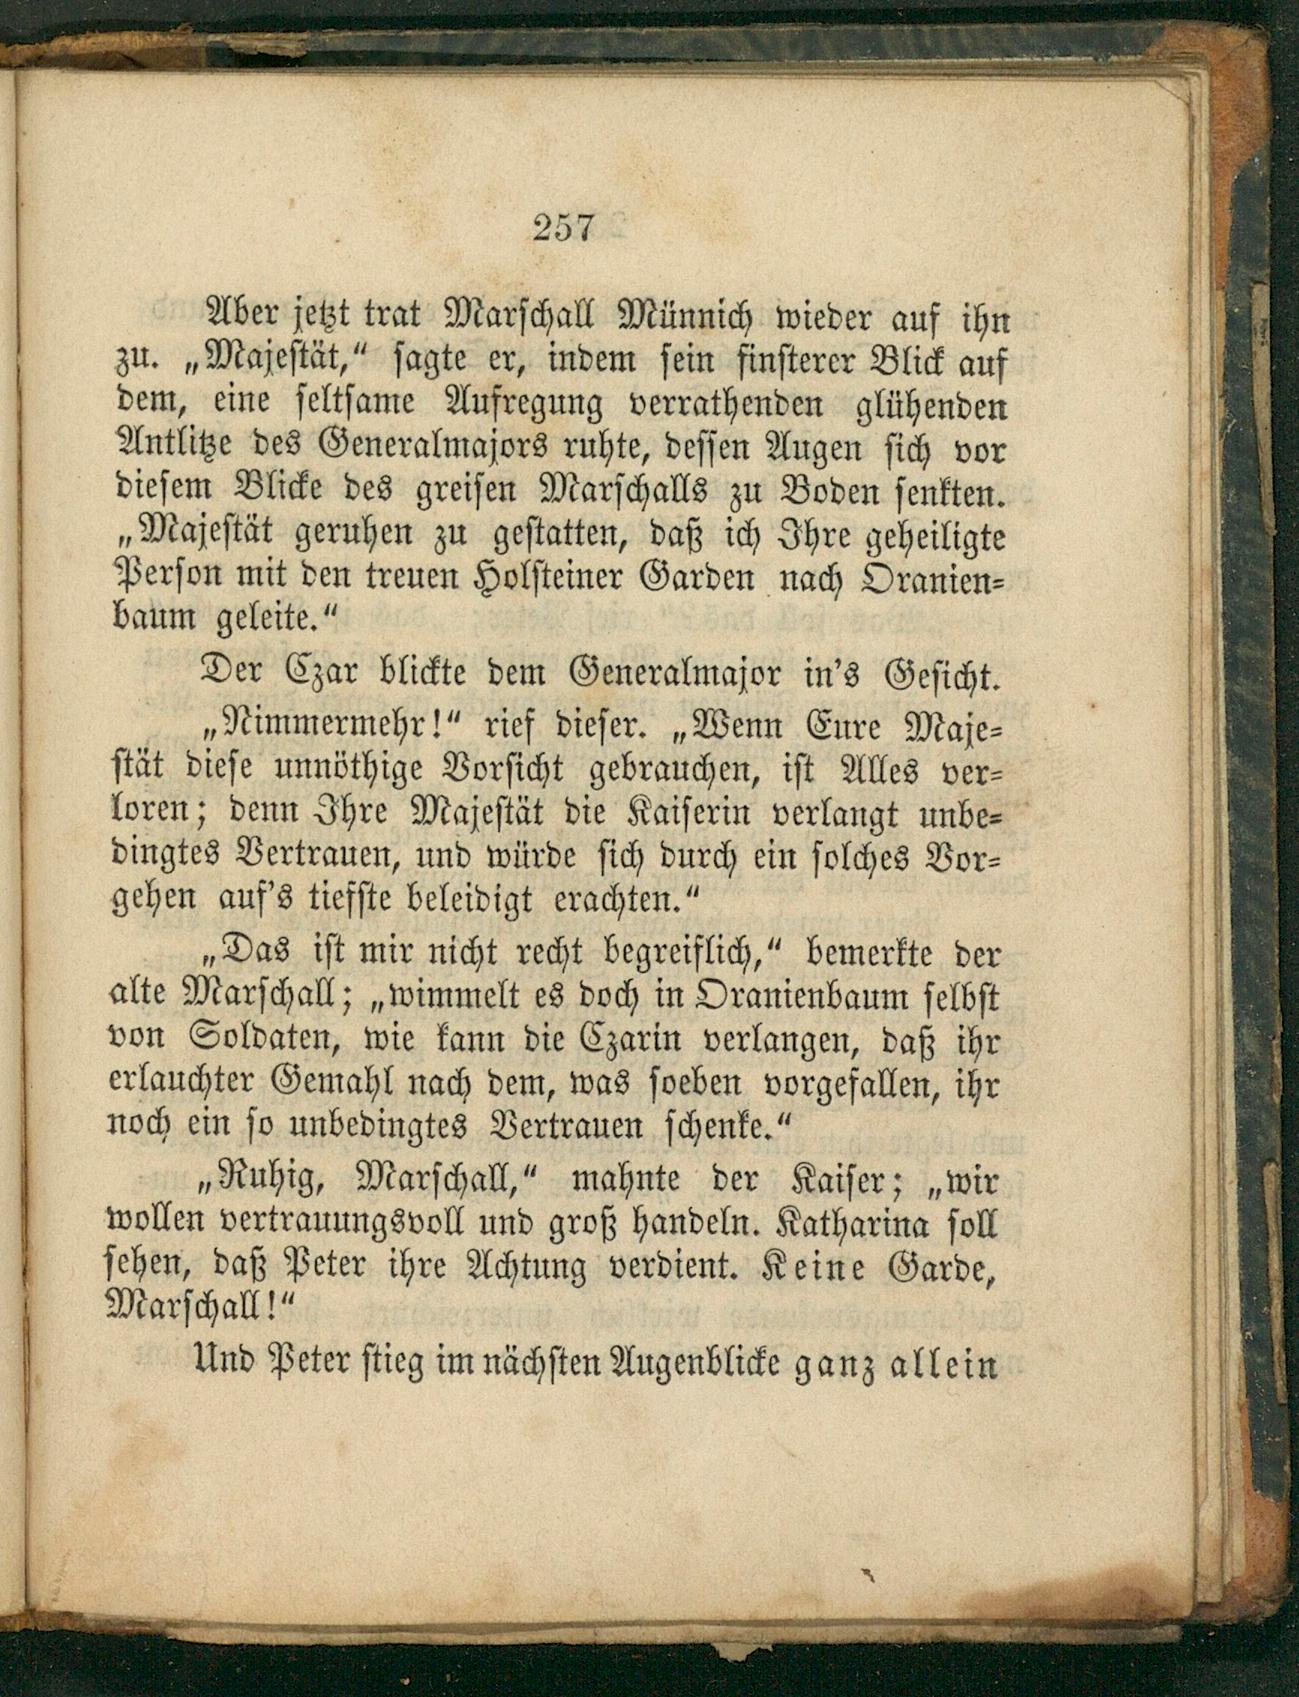 257
Aber jetzt trat Marschall Münnich wieder auf ihn
zu. „Majestät,“ sagte er, indem sein finsterer Blick auf
dem, eine seltsame Aufregung verrathenden glühenden
Antlitze des Generalmajors ruhte, dessen Augen sich vor
diesem Blicke des greisen Marschalls zu Boden senkten.
„Majestät geruhen zu gestatten, daß ich Ihre geheiligte
Person mit den treuen Holsteiner Garden nach Oranien-
baum geleite.“
Der Czar blickte dem Generalmajor in's Gesicht.
„Nimmermehr!“ rief dieser. „Wenn Eure Maje-
stät diese unnöthige Vorsicht gebrauchen, ist Alles ver-
loren; denn Ihre Majestät die Kaiserin verlangt unbe-
dingtes Vertrauen, und würde sich durch ein solches Vor-
gehen auf's tiefste beleidigt erachten.“
„Das ist mir nicht recht begreiflich,“ bemerkte der
alte Marschall; „wimmelt es doch in Oranienbaum selbst
von Soldaten, wie kann die Czarin verlangen, daß ihr
erlauchter Gemahl nach dem, was soeben vorgefallen, ihr
noch ein so unbedingtes Vertrauen schenke.“
„Ruhig, Marschall,“ mahnte der Kaiser; „wir
wollen vertrauungsvoll und groß handeln. Katharina soll
sehen, daß Peter ihre Achtung verdient. Keine Garde,
Marschall!“
Und Peter stieg im nächsten Augenblicke ganz allein